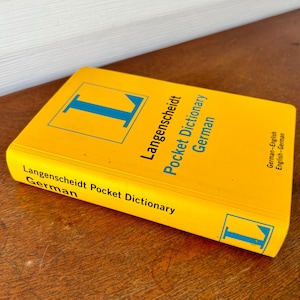 L
Langenscheidt
Pocket Dictionary
German
German-English
English-German
Langenscheidt Pocket Dictionary
German
L